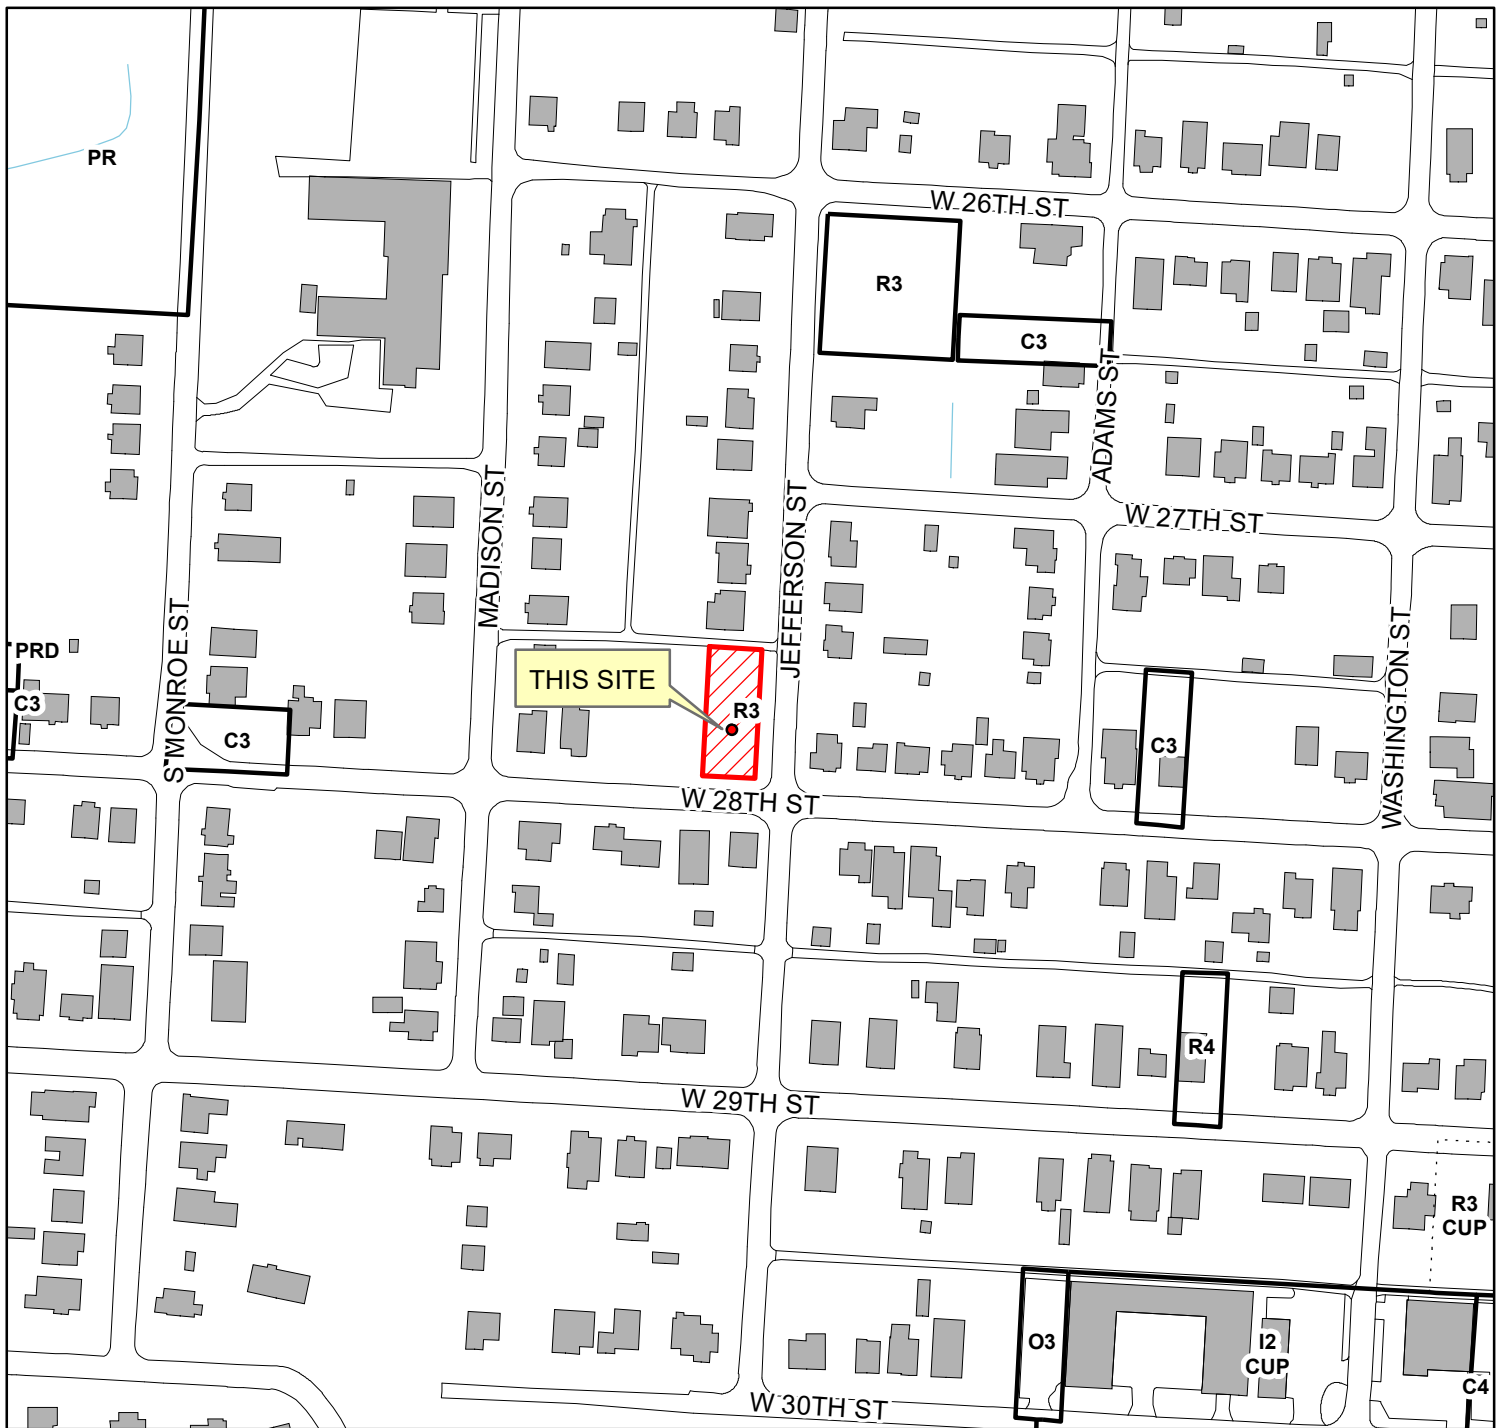 PR
W 26TH ST
R3
C3
ADAMS ST
MADISON ST
JEFFERSON ST
W 27TH ST
S MONROE ST
WASHINGTON ST
PRD
C3
THIS SITE
R3
C3
C3
W 28TH ST
R4
W 29TH ST
R3
CUP
O3
I2
CUP
C4
W 30TH ST